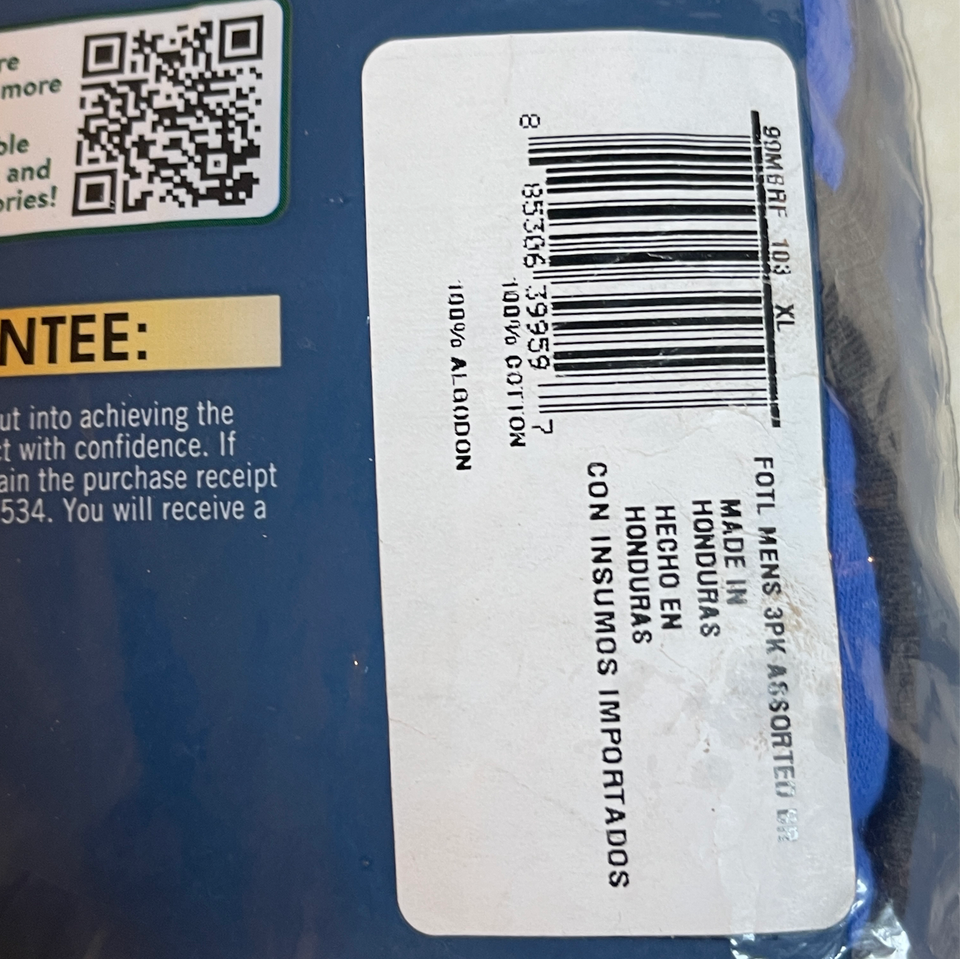 re
more
ble
and
ories!
NTEE:
ut into achieving the
t with confidence. If
ain the purchase receipt
534. You will receive a
103 XL
8 85306 39959 7
100% COTTON
100% ALGODON
FOTL MENS 3PK ASSORTED BR
MADE IN
HONDURAS
HECHO EN
HONDURAS
CON INSUMOS IMPORTADOS